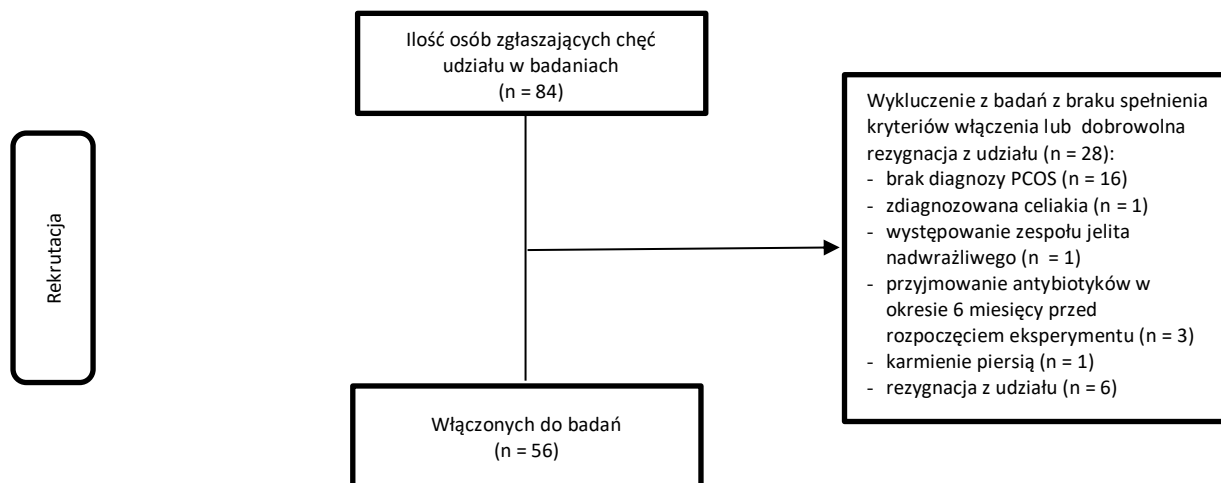 Ilość osób zgłaszających chęć
udziału w badaniach
(n = 84)
Rekrutacja
Wykluczenie z badań z braku spełnienia
kryteriów włączenia lub dobrowolna
rezygnacja z udziału (n = 28):
- brak diagnozy PCOS (n = 16)
- zdiagnozowana celiakia (n = 1)
- występowanie zespołu jelita
nadwrażliwego (n = 1)
- przyjmowanie antybiotyków w
okresie 6 miesięcy przed
rozpoczęciem eksperymentu (n = 3)
- karmienie piersią (n = 1)
- rezygnacja z udziału (n = 6)
Włączonych do badań
(n = 56)